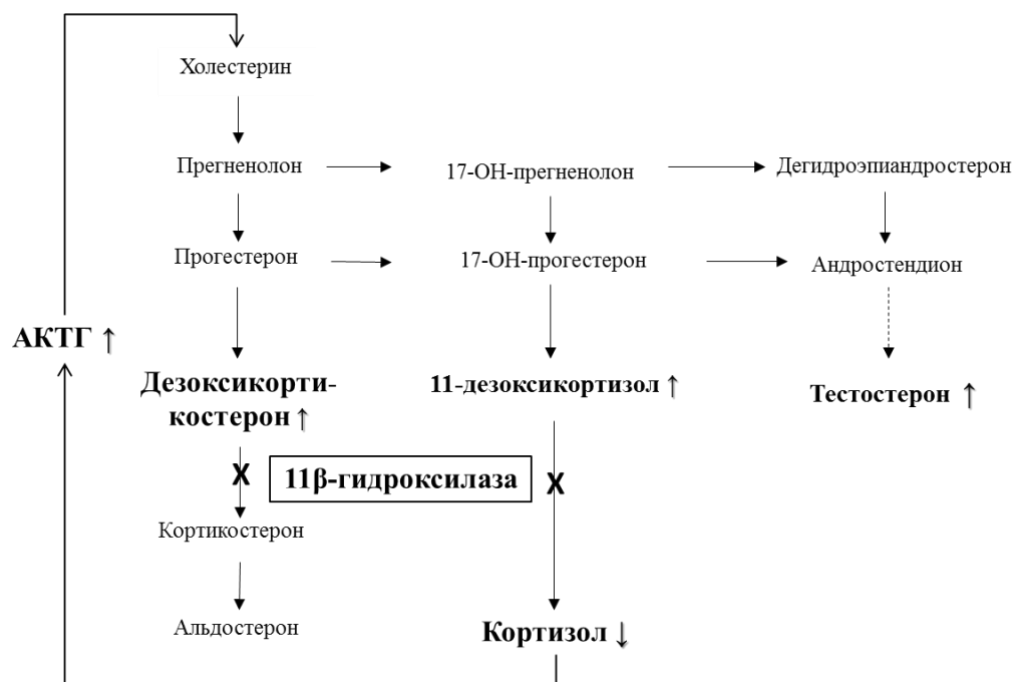 Холестерин
Прегненолон
17-ОН-прегненолон
Дегидроэпиандростерон
Прогестерон
17-ОН-прогестерон
Андростендион
АКТГ ↑
Дезоксикорти-
костерон ↑
11-дезоксикортизол ↑
Тестостерон ↑
X
11β-гидроксилаза
X
Кортикостерон
Альдостерон
Кортизол ↓